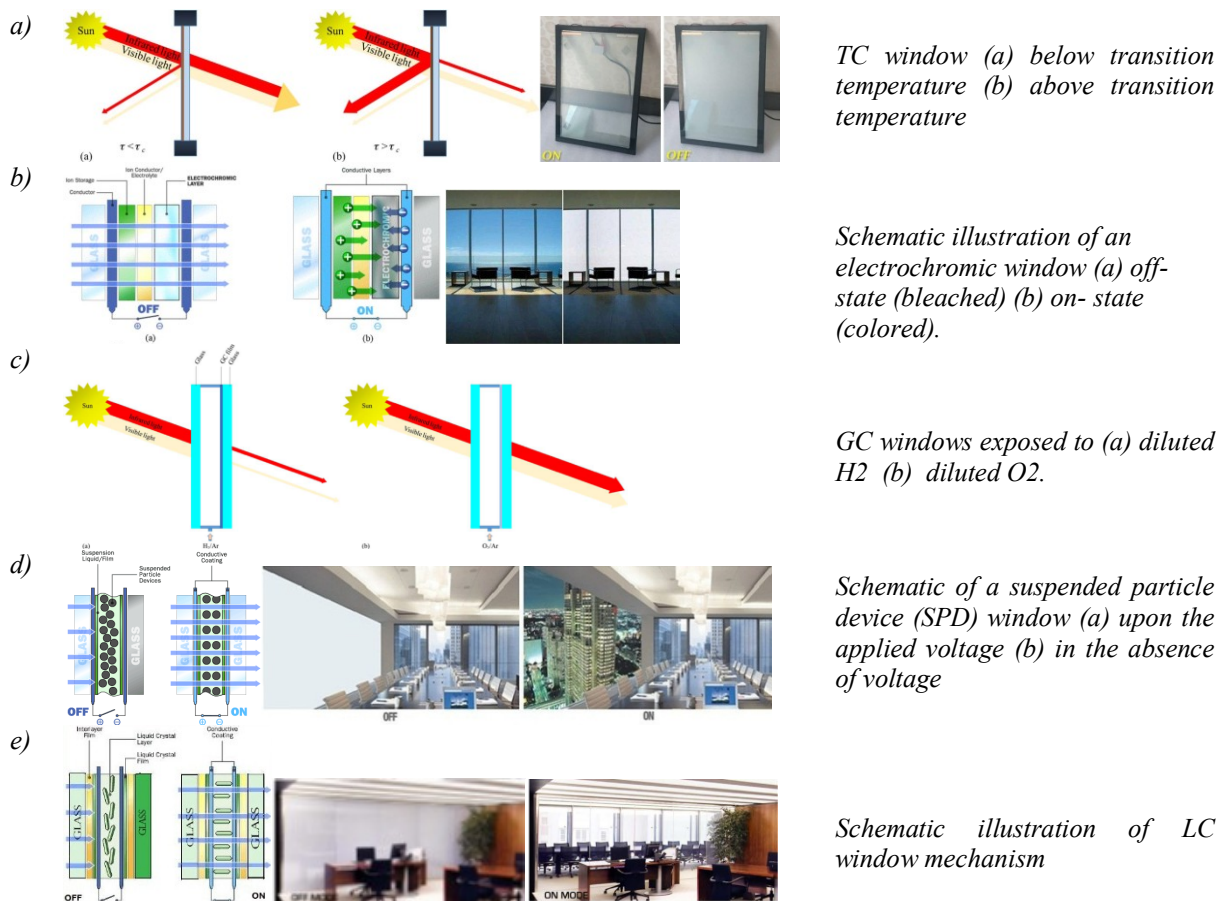 a)
Sun
Infrared light
Visible light
τ < τc
(a)
Sun
Infrared light
Visible light
τ > τc
(b)
ON
OFF
TC window (a) below transition
temperature (b) above transition
temperature
b)
Ion Conductor/
Electrolyte
Ion Storage
ELECTROCHROMIC
LAYER
Conductor
GLASS
GLASS
OFF
(a)
Conductive Layers
GLASS
ELECTROCHROMIC
GLASS
ON
(b)
Schematic illustration of an
electrochromic window (a) off-
state (bleached) (b) on- state
(colored).
c)
Glass
GC film
Glass
Sun
Infrared light
Visible light
(a)
H₂/Ar
Sun
Infrared light
Visible light
(b)
O₂/Ar
GC windows exposed to (a) diluted
H2 (b) diluted O2.
d)
Suspension
Liquid/Film
Suspended
Particle
Devices
GLASS
GLASS
OFF
Conductive
Coating
GLASS
GLASS
ON
OFF
ON
Schematic of a suspended particle
device (SPD) window (a) upon the
applied voltage (b) in the absence
of voltage
e)
Interlayer
Film
Liquid Crystal
Layer
Liquid Crystal
Film
GLASS
GLASS
OFF
Conductive
Coating
GLASS
GLASS
ON
OFF MODE
ON MODE
Schematic illustration of LC
window mechanism